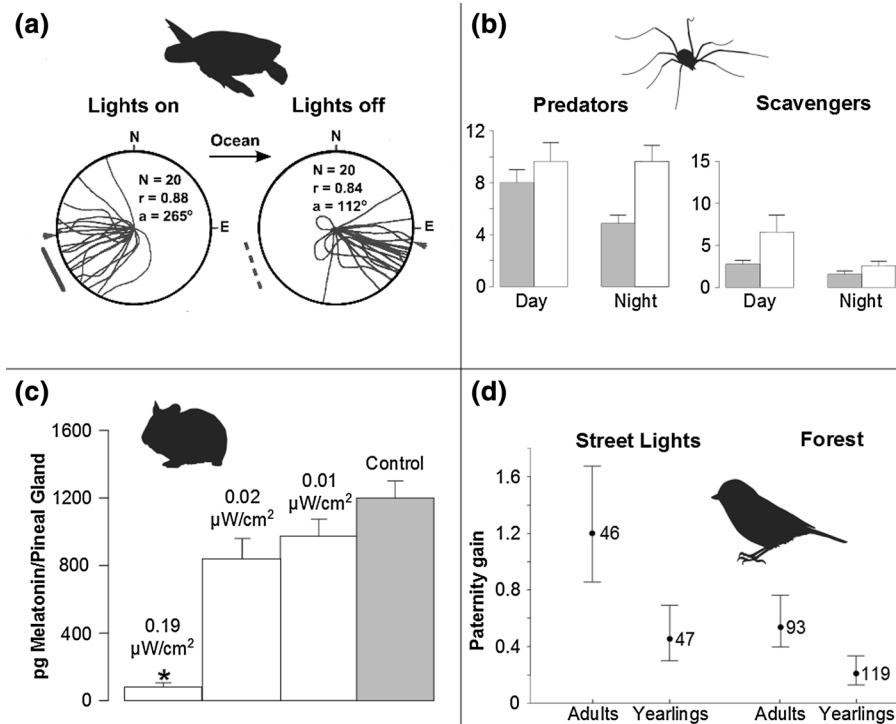 (a)
Lights on
Lights off
Ocean
N
N = 20
r = 0.88
a = 265º
E
N
N = 20
r = 0.84
a = 112º
E
(b)
Predators
Scavengers
12
8
4
0
Day
Night
15
10
5
0
Day
Night
(c)
pg Melatonin/Pineal Gland
1600
1200
800
400
0
0.19
µW/cm²
*
0.02
µW/cm²
0.01
µW/cm²
Control
(d)
Street Lights
Forest
Paternity gain
1.6
1.2
0.8
0.4
0
46
47
93
119
Adults
Yearlings
Adults
Yearlings